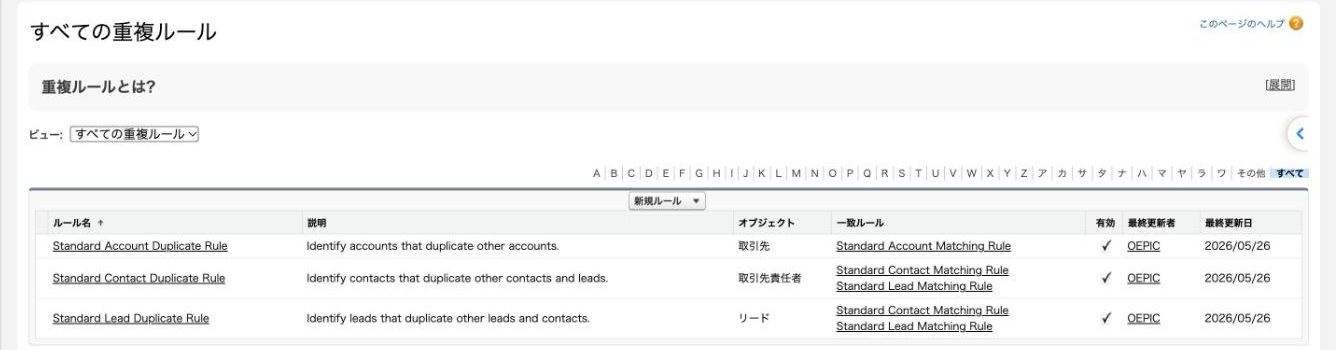 すべての重複ルール
このページのヘルプ ?
重複ルールとは?
[展開]
ビュー: すべての重複ルール
A | B | C | D | E | F | G | H | I | J | K | L | M | N | O | P | Q | R | S | T | U | V | W | X | Y | Z | ア | カ | サ | タ | ナ | ハ | マ | ヤ | ラ | ワ | その他 | すべて
新規ルール
ルール名 ↑ 説明 オブジェクト 一致ルール 有効 最終更新者 最終更新日
Standard Account Duplicate Rule Identify accounts that duplicate other accounts. 取引先 Standard Account Matching Rule ✓ OEPIC 2026/05/26
Standard Contact Duplicate Rule Identify contacts that duplicate other contacts and leads. 取引先責任者 Standard Contact Matching Rule ✓ OEPIC 2026/05/26
Standard Lead Matching Rule
Standard Lead Duplicate Rule Identify leads that duplicate other leads and contacts. リード Standard Contact Matching Rule ✓ OEPIC 2026/05/26
Standard Lead Matching Rule